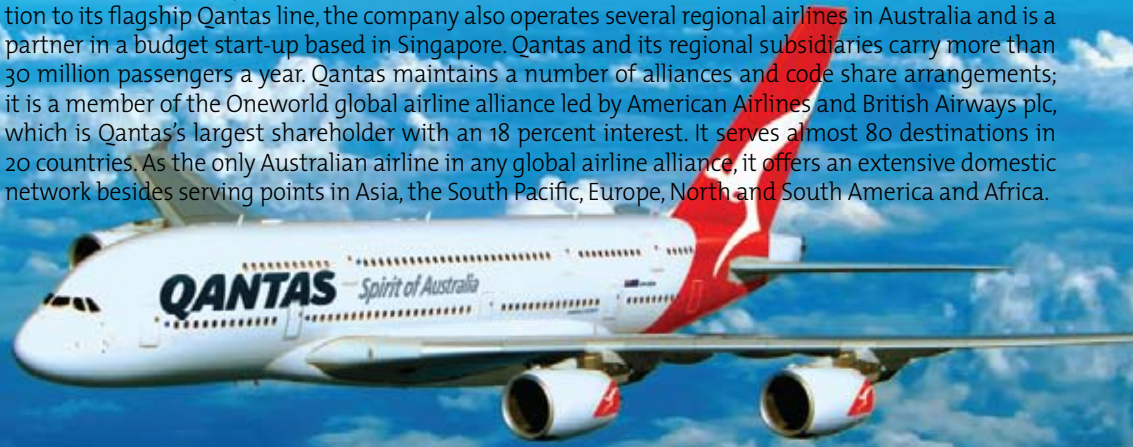 tion to its flagship Qantas line, the company also operates several regional airlines in Australia and is a
partner in a budget start-up based in Singapore. Qantas and its regional subsidiaries carry more than
30 million passengers a year. Qantas maintains a number of alliances and code share arrangements;
it is a member of the Oneworld global airline alliance led by American Airlines and British Airways plc,
which is Qantas's largest shareholder with an 18 percent interest. It serves almost 80 destinations in
20 countries. As the only Australian airline in any global airline alliance, it offers an extensive domestic
network besides serving points in Asia, the South Pacific, Europe, North and South America and Africa.
QANTAS Spirit of Australia